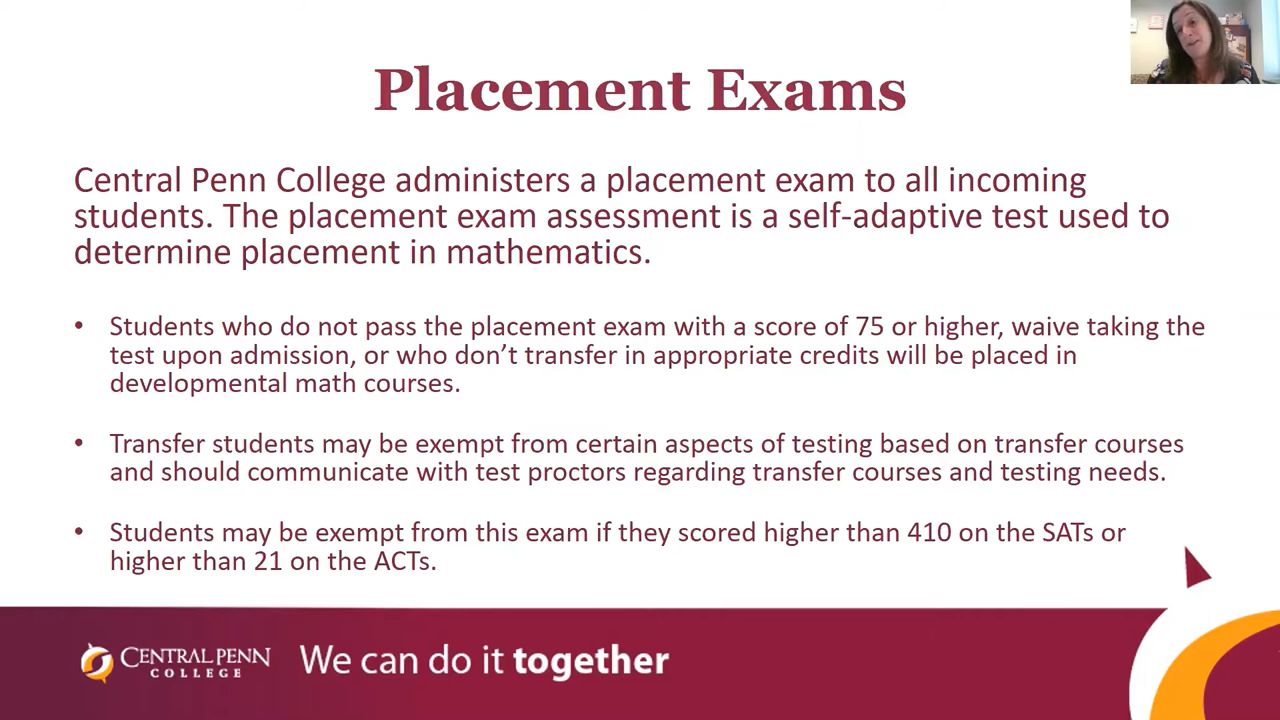 Placement Exams
Central Penn College administers a placement exam to all incoming
students. The placement exam assessment is a self-adaptive test used to
determine placement in mathematics.
• Students who do not pass the placement exam with a score of 75 or higher, waive taking the
test upon admission, or who don’t transfer in appropriate credits will be placed in
developmental math courses.
• Transfer students may be exempt from certain aspects of testing based on transfer courses
and should communicate with test proctors regarding transfer courses and testing needs.
• Students may be exempt from this exam if they scored higher than 410 on the SATs or
higher than 21 on the ACTs.
CENTRAL PENN
COLLEGE
We can do it together